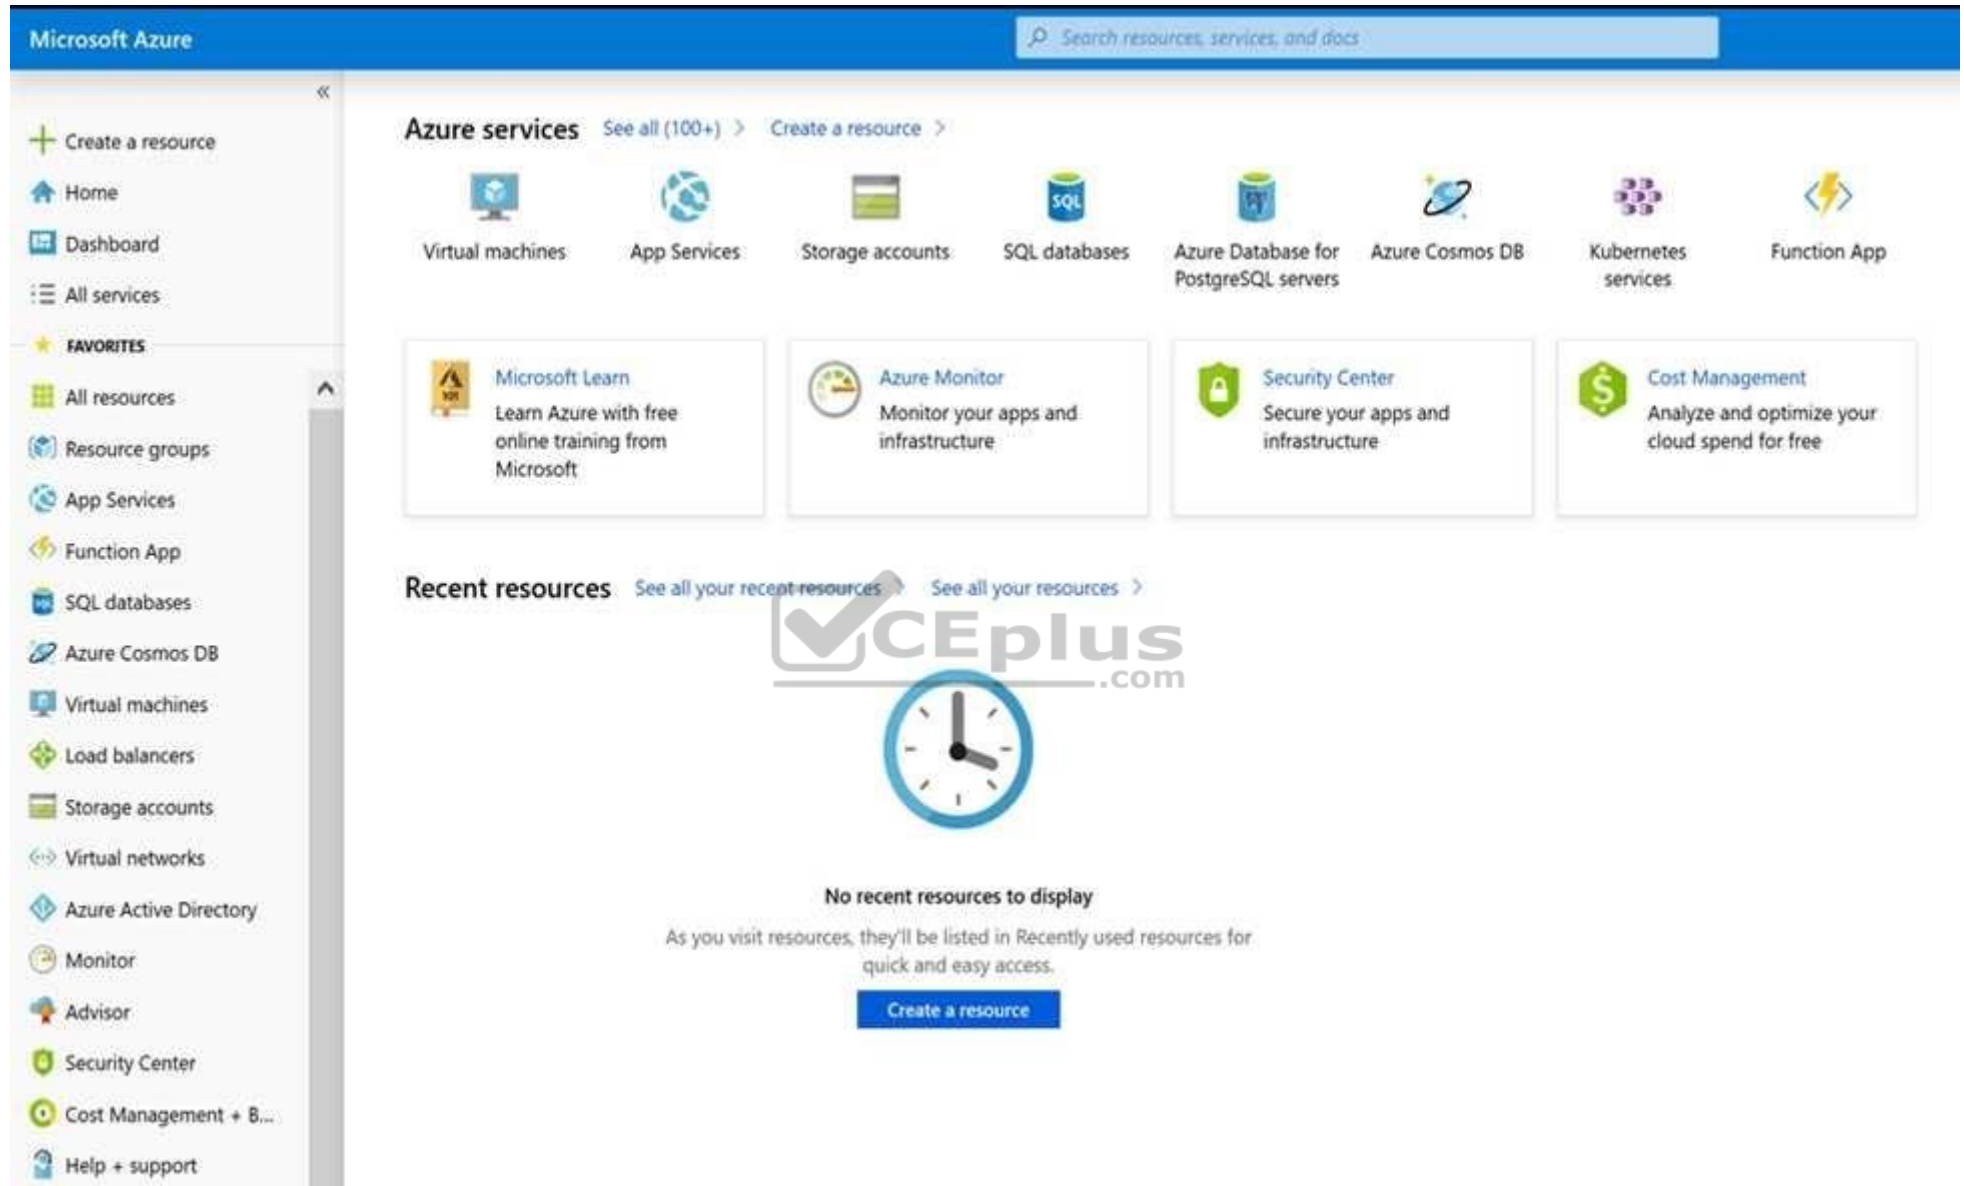 Microsoft Azure
Search resources, services, and docs
«
Create a resource
Home
Dashboard
All services
FAVORITES
All resources
Resource groups
App Services
Function App
SQL databases
Azure Cosmos DB
Virtual machines
Load balancers
Storage accounts
Virtual networks
Azure Active Directory
Monitor
Advisor
Security Center
Cost Management + B...
Help + support
Azure services See all (100+) > Create a resource >
Virtual machines
App Services
Storage accounts
SQL
SQL databases
Azure Database for
PostgreSQL servers
Azure Cosmos DB
Kubernetes
services
Function App
Microsoft Learn
Learn Azure with free
online training from
Microsoft
Azure Monitor
Monitor your apps and
infrastructure
Security Center
Secure your apps and
infrastructure
Cost Management
Analyze and optimize your
cloud spend for free
Recent resources See all your recent resources > See all your resources >
CEplus
.com
No recent resources to display
As you visit resources, they'll be listed in Recently used resources for
quick and easy access.
Create a resource